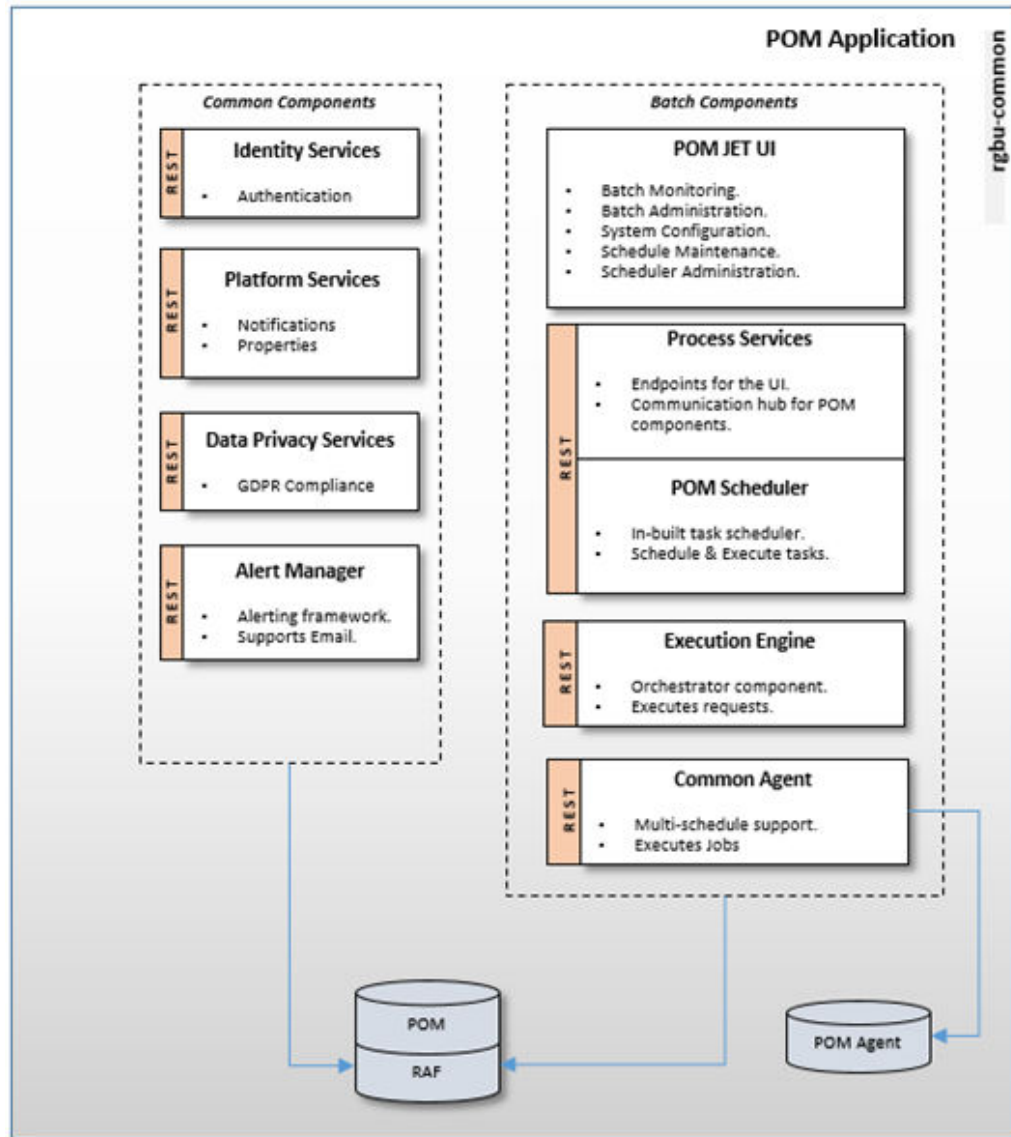 POM Application
rgbu-common
Common Components
REST
Identity Services
• Authentication
REST
Platform Services
• Notifications
• Properties
REST
Data Privacy Services
• GDPR Compliance
REST
Alert Manager
• Alerting framework.
• Supports Email.
Batch Components
POM JET UI
• Batch Monitoring.
• Batch Administration.
• System Configuration.
• Schedule Maintenance.
• Scheduler Administration.
REST
Process Services
• Endpoints for the UI.
• Communication hub for POM
components.
POM Scheduler
• In-built task scheduler.
• Schedule & Execute tasks.
REST
Execution Engine
• Orchestrator component.
• Executes requests.
REST
Common Agent
• Multi-schedule support.
• Executes Jobs
POM
RAF
POM Agent